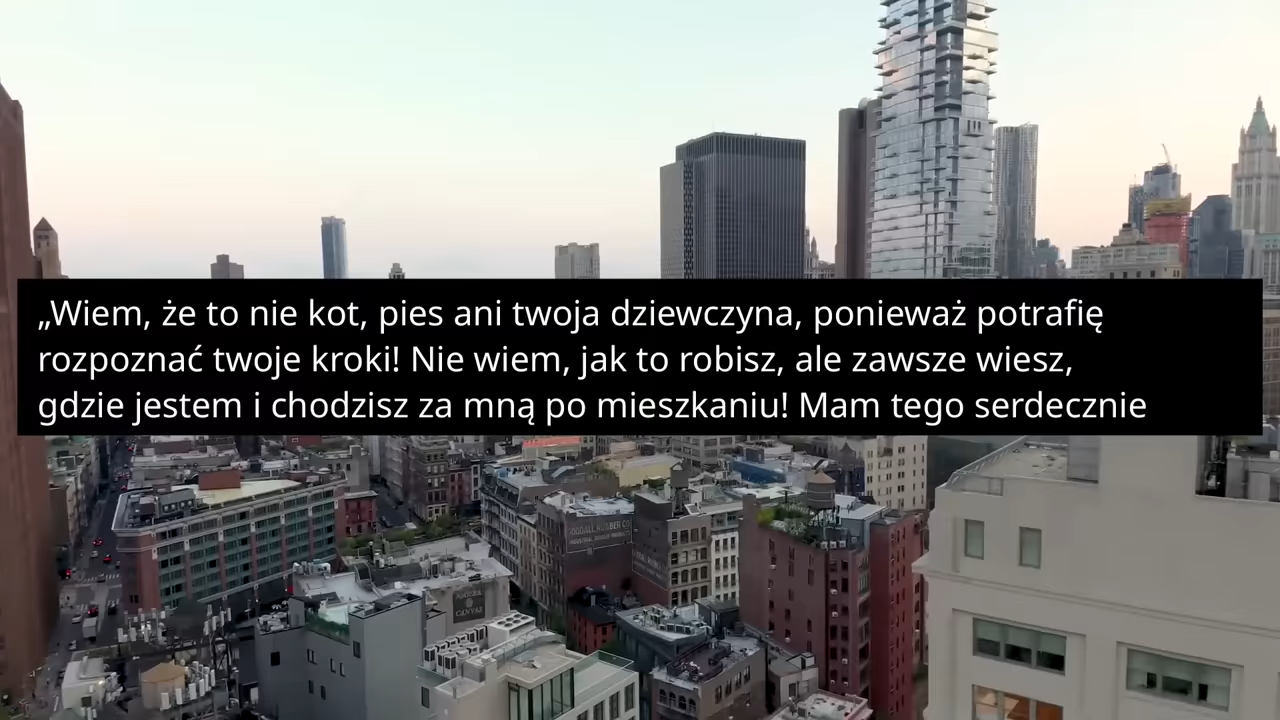 „Wiem, że to nie kot, pies ani twoja dziewczyna, ponieważ potrafię
rozpoznać twoje kroki! Nie wiem, jak to robisz, ale zawsze wiesz,
gdzie jestem i chodzisz za mną po mieszkaniu! Mam tego serdecznie